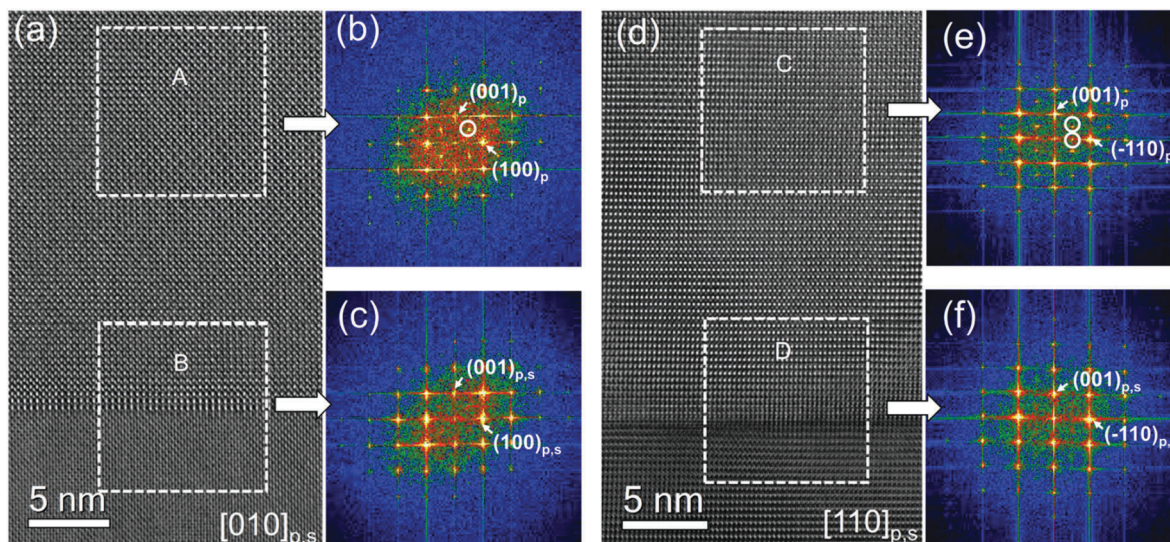 (a)
A
B
5 nm
[010]p,s
(b)
(001)p
(100)p
(c)
(001)p,s
(100)p,s
(d)
C
D
5 nm
[110]p,s
(e)
(001)p
(-110)p
(f)
(001)p,s
(-110)p,